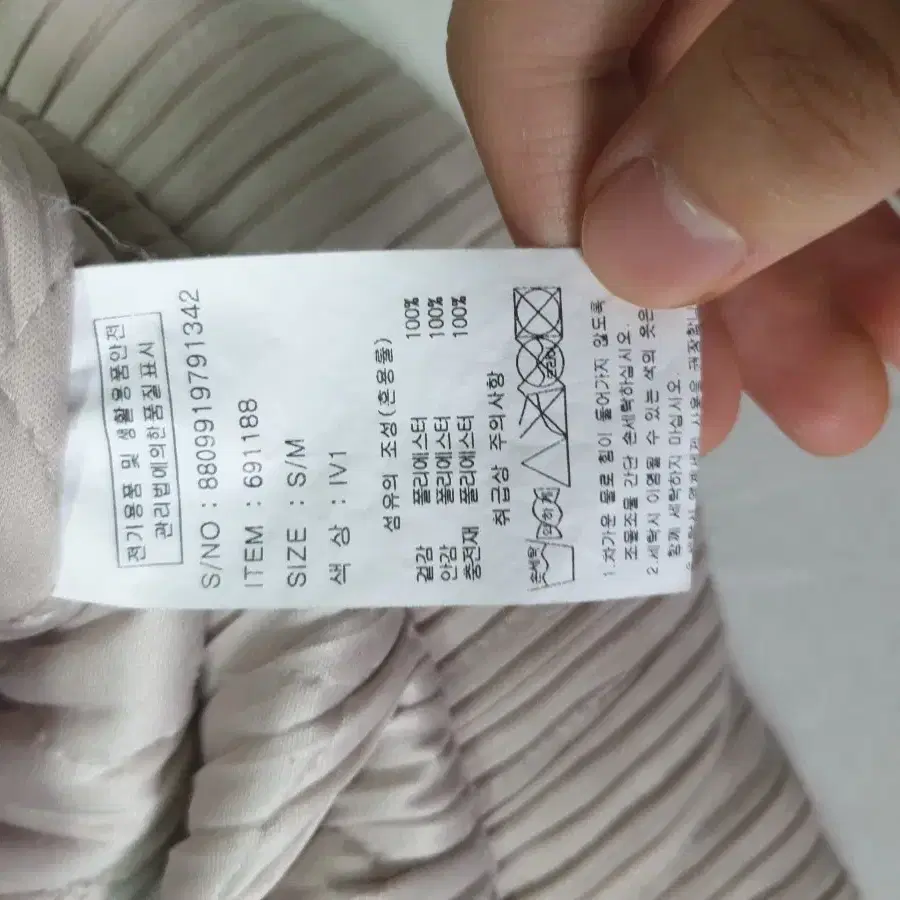 전기용품 및 생활용품안전
관리법에의한품질표시
S/NO : 8809919791342
ITEM : 691188
SIZE : S/M
색 상 : IV1
섬유의 조성(혼용률)
겉감 폴리에스터 100%
안감 폴리에스터 100%
충전재 폴리에스터 100%
취급상 주의사항
손세탁
1.차가운 물로 힘이 들어가지 않도록
조물조물 간단 손세탁하십시오.
2.세탁시 이염될 수 있는 색의 옷은
함께 세탁하지 마십시오.